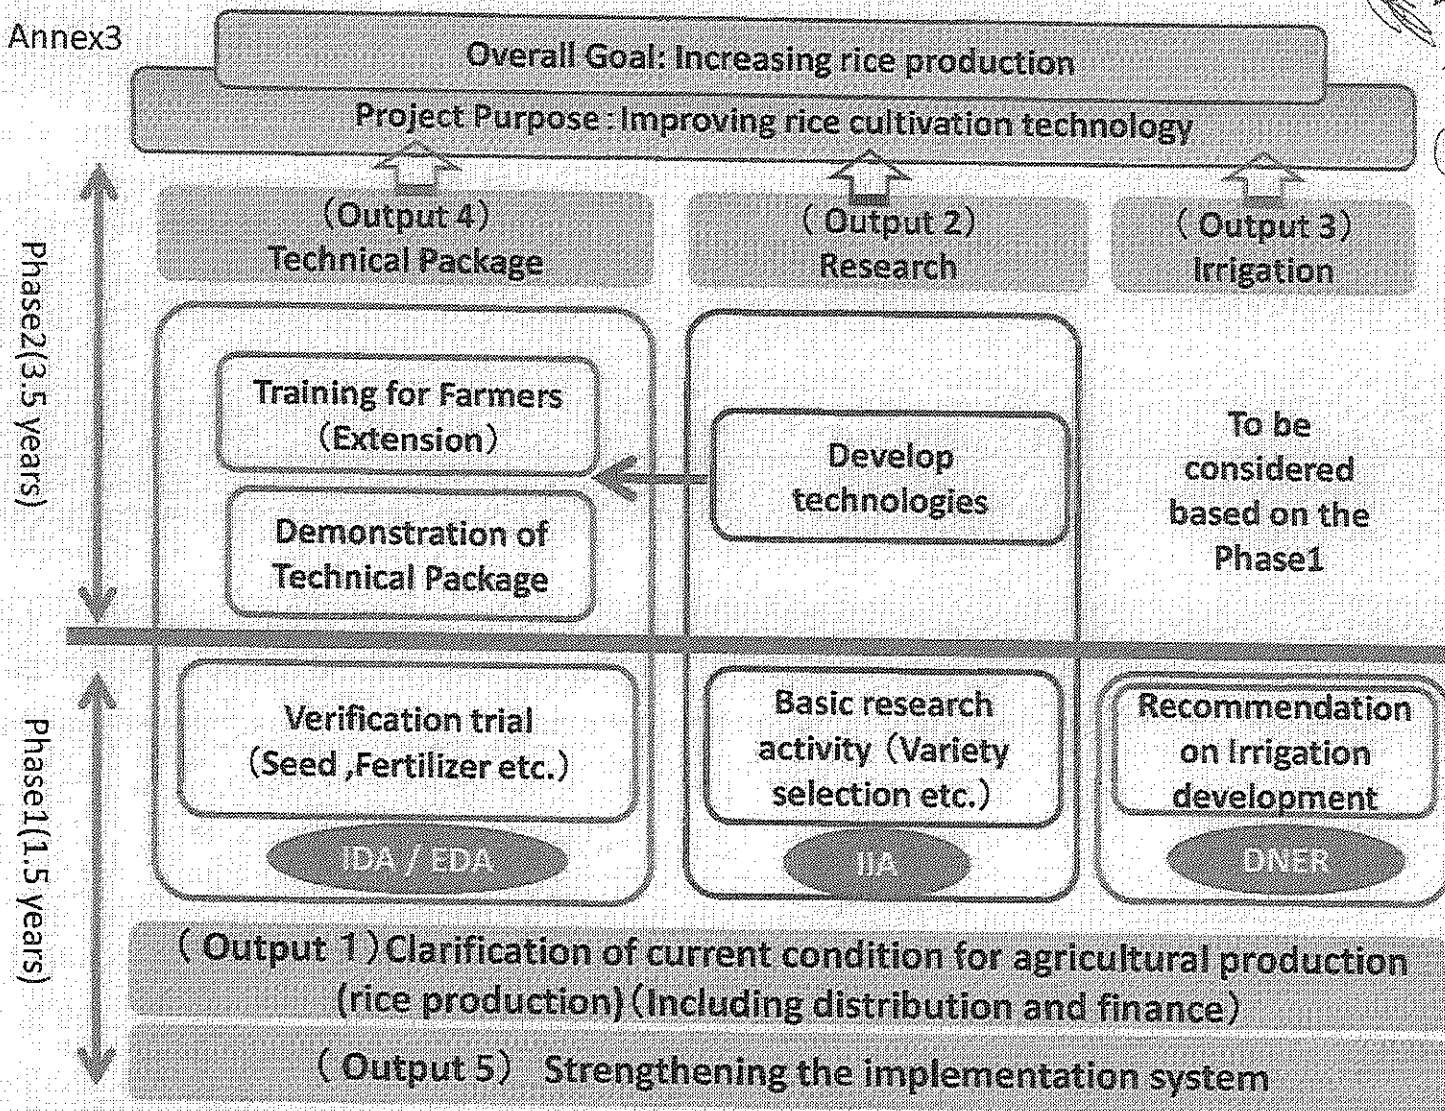 Annex3
Overall Goal: Increasing rice production
Project Purpose : Improving rice cultivation technology
Phase2(3.5 years)
(Output 4)
Technical Package
( Output 2)
Research
( Output 3)
Irrigation
Training for Farmers
(Extension)
Demonstration of
Technical Package
Develop
technologies
To be
considered
based on the
Phase1
Phase1(1.5 years)
Verification trial
(Seed ,Fertilizer etc.)
IDA / EDA
Basic research
activity (Variety
selection etc.)
IIA
Recommendation
on Irrigation
development
DNER
( Output 1)Clarification of current condition for agricultural production
(rice production)(Including distribution and finance)
( Output 5) Strengthening the implementation system